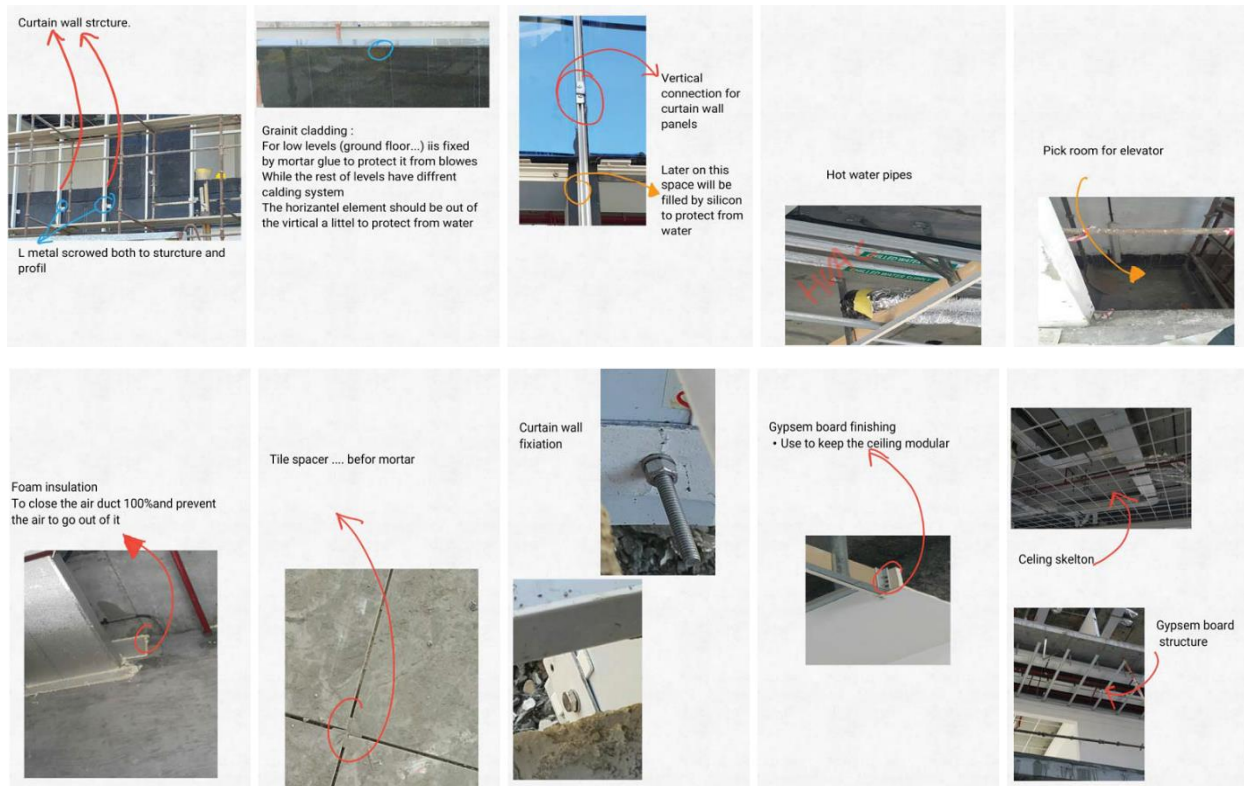 Curtain wall strcture.
L metal scrowed both to sturcture and
profil
Grainit cladding :
For low levels (ground floor...) iis fixed
by mortar glue to protect it from blowes
While the rest of levels have diffrent
calding system
The horizantel element should be out of
the virtical a littel to protect from water
Vertical
connection for
curtain wall
panels
Later on this
space will be
filled by silicon
to protect from
water
Hot water pipes
Pick room for elevator
Foam insulation
To close the air duct 100%and prevent
the air to go out of it
Tile spacer .... befor mortar
Curtain wall
fixiation
Gypsem board finishing
• Use to keep the ceiling modular
Celing skelton
Gypsem board
structure